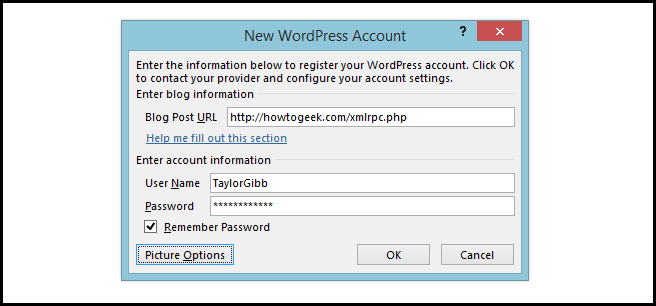 New WordPress Account
?
Enter the information below to register your WordPress account. Click OK
to contact your provider and configure your account settings.
Enter blog information
Blog Post URL http://howtogeek.com/xmlrpc.php
Help me fill out this section
Enter account information
User Name TaylorGibb
Password ************
Remember Password
Picture Options OK Cancel